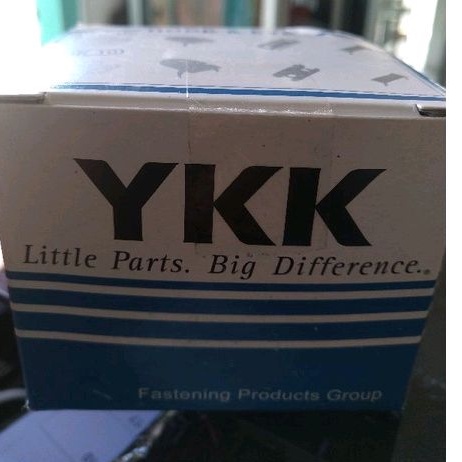 YKK
Little Parts. Big Difference.®
Fastening Products Group